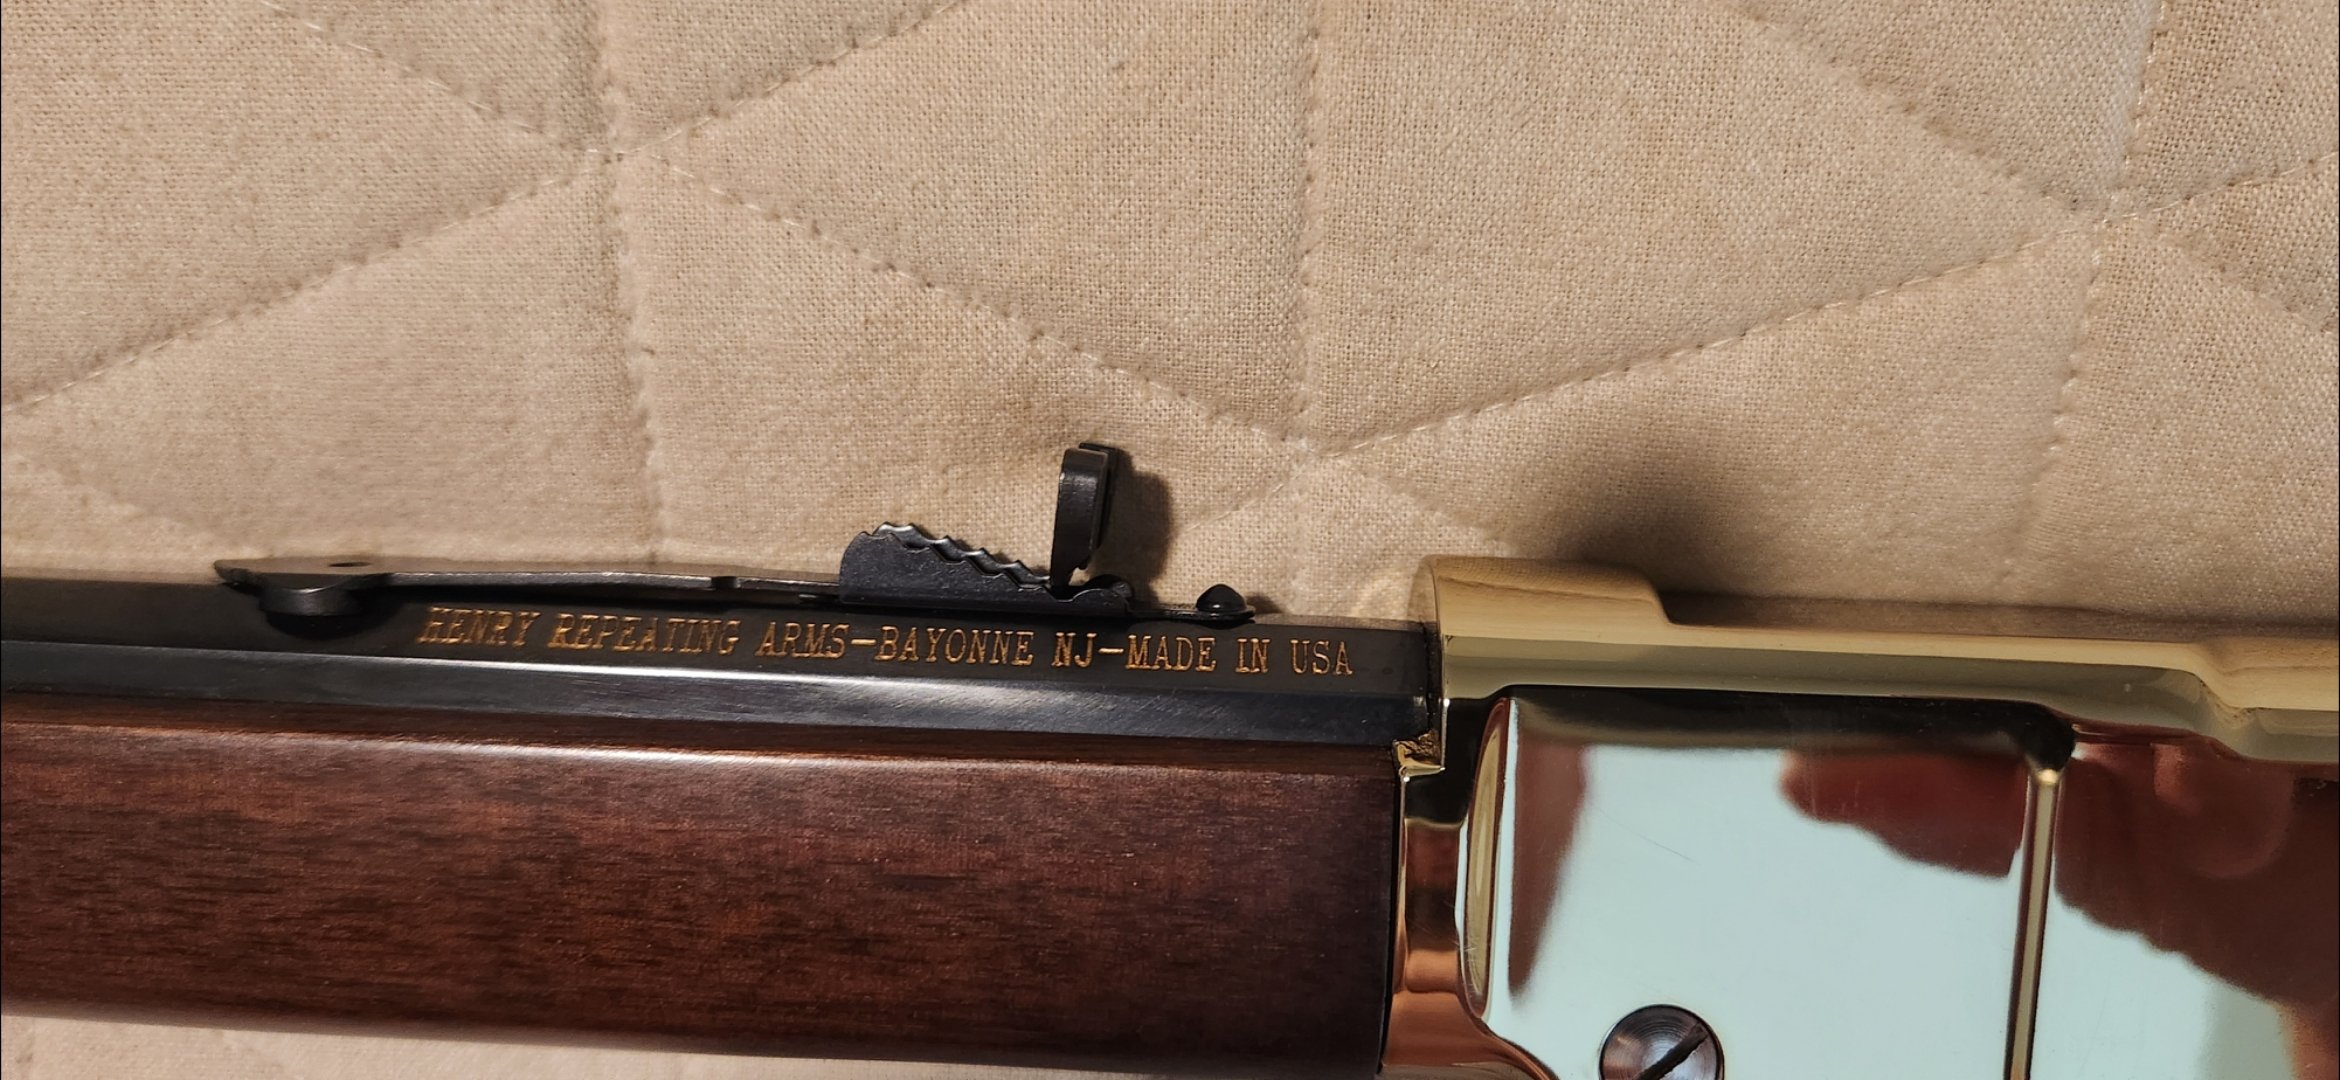 HENRY REPEATING ARMS-BAYONNE NJ-MADE IN USA